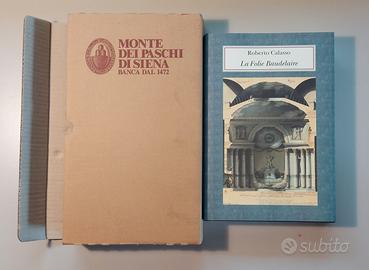 MONTE
DEI PASCHI
DI SIENA
BANCA DAL 1472
Roberto Calasso
La Folie Baudelaire
subito